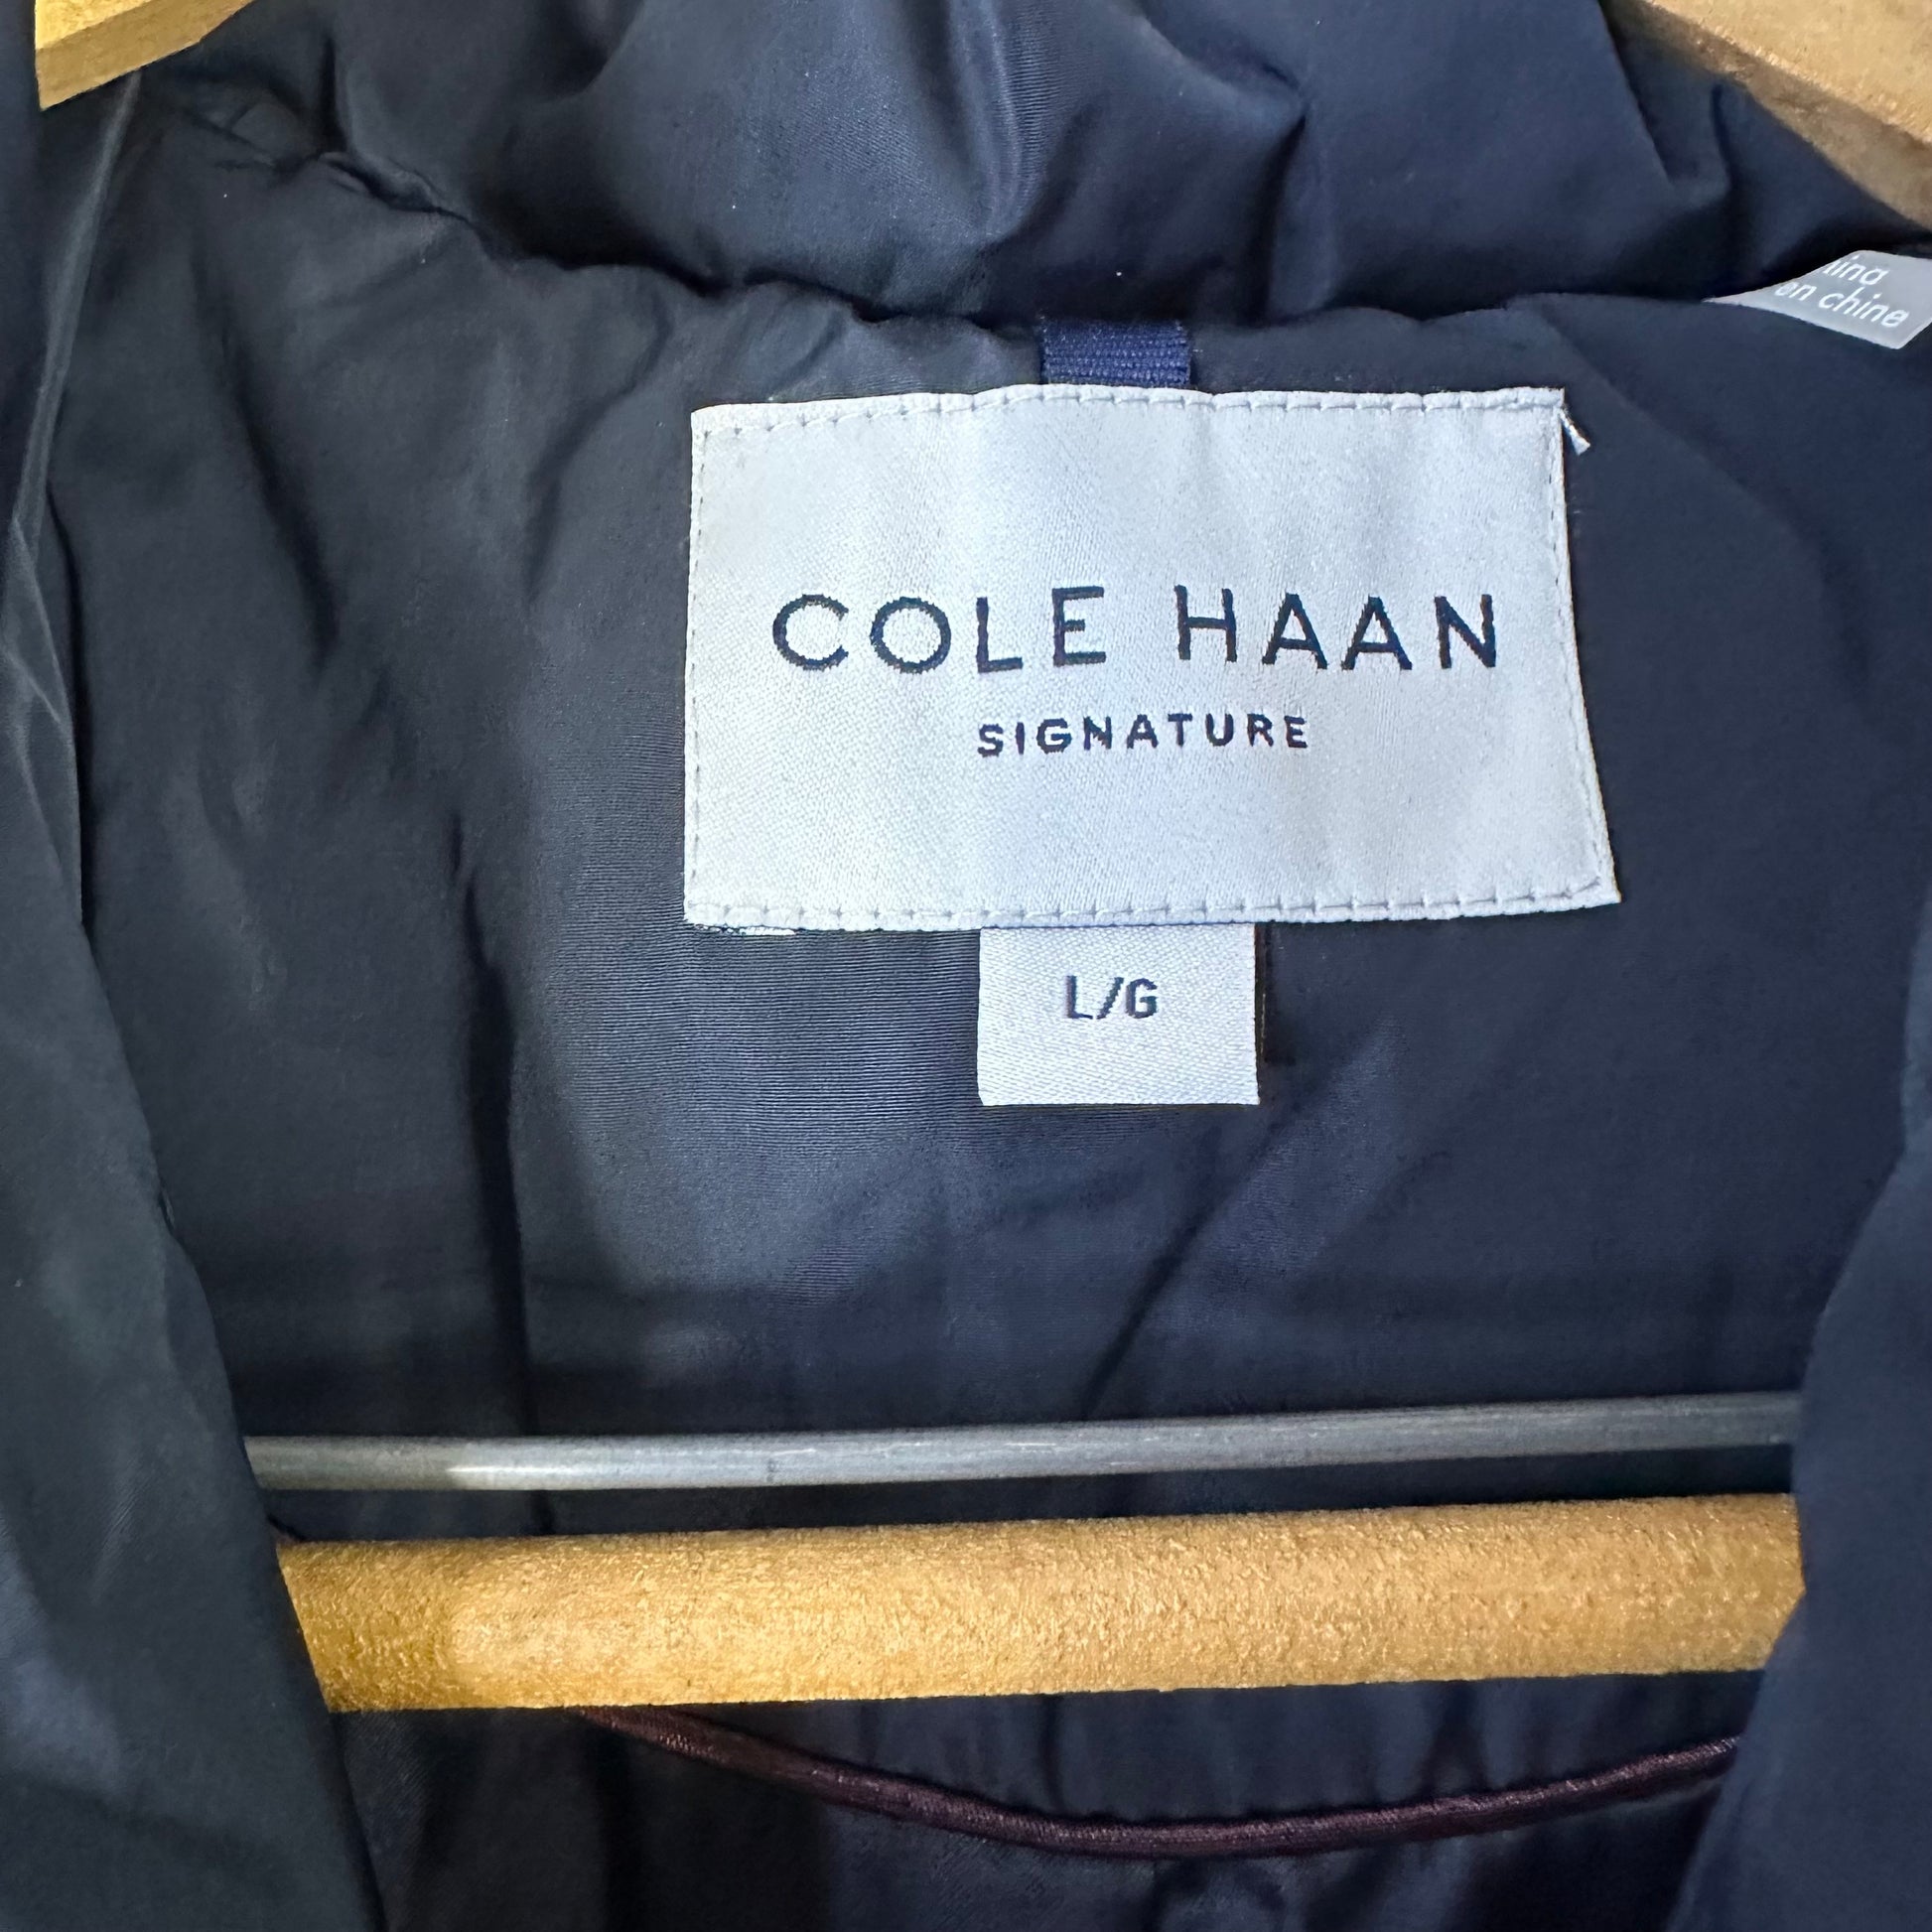 en chine
COLE HAAN
SIGNATURE
L/G